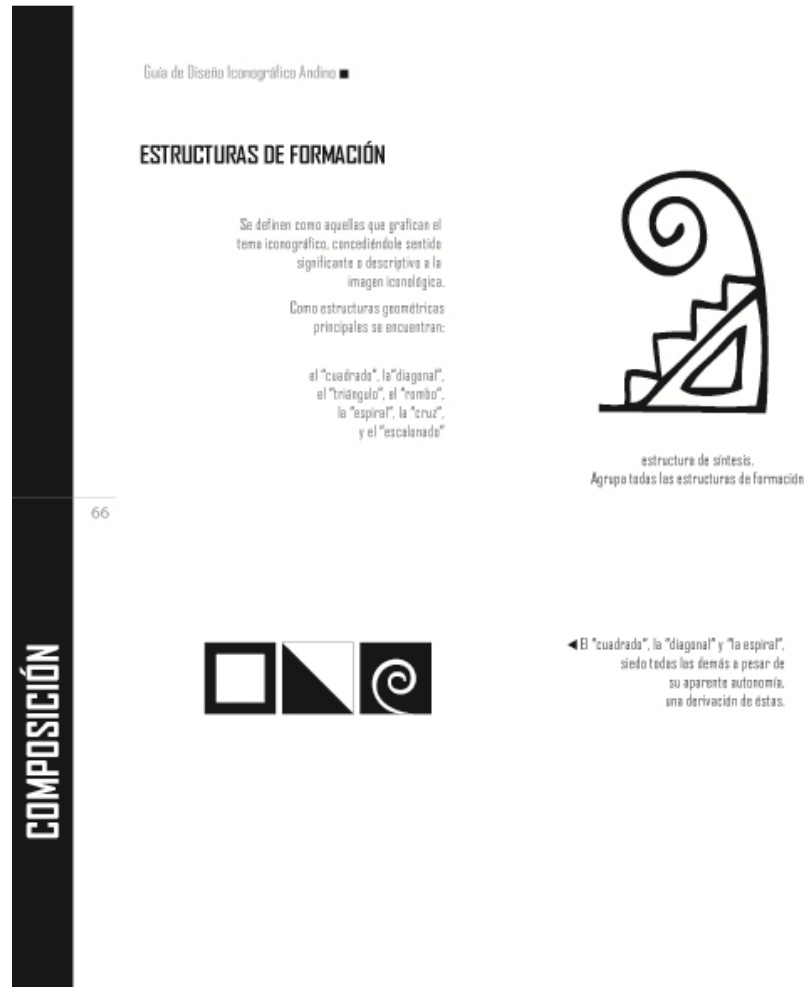 Guía de Diseño Iconográfico Andino
ESTRUCTURAS DE FORMACIÓN
Se definen como aquellas que grafican el
tema iconográfico, concediéndole sentido
significante o descriptivo a la
imagen iconológica.
Como estructuras geométricas
principales se encuentran:
el "cuadrado", la"diagonal",
el "triángulo", el "rombo",
la "espiral", la "cruz",
y el "escalonado"
estructura de síntesis.
Agrupa todas las estructuras de formación
66
COMPOSICIÓN
El "cuadrado", la "diagonal" y "la espiral",
siedo todas las demás a pesar de
su aparente autonomía,
una derivación de éstas.